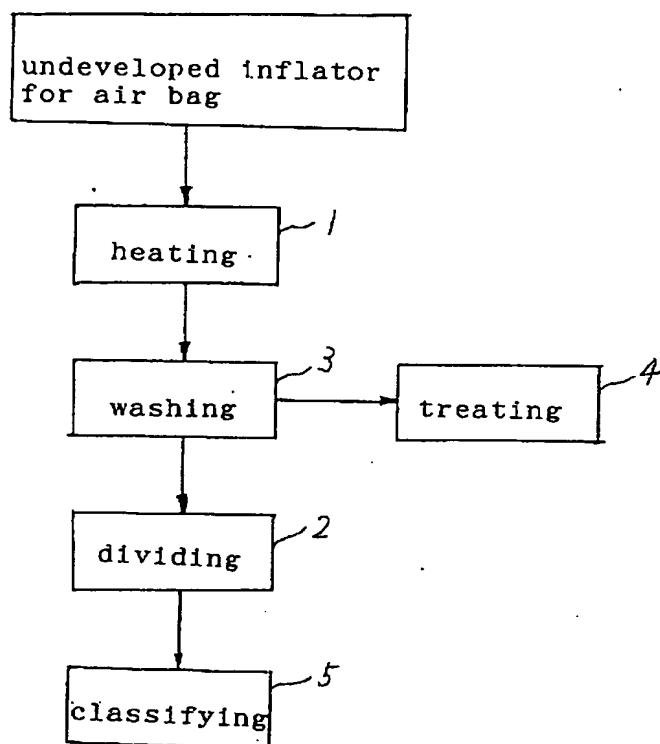 undeveloped inflator
for air bag
1
heating
3
washing
4
treating
2
dividing
5
classifying